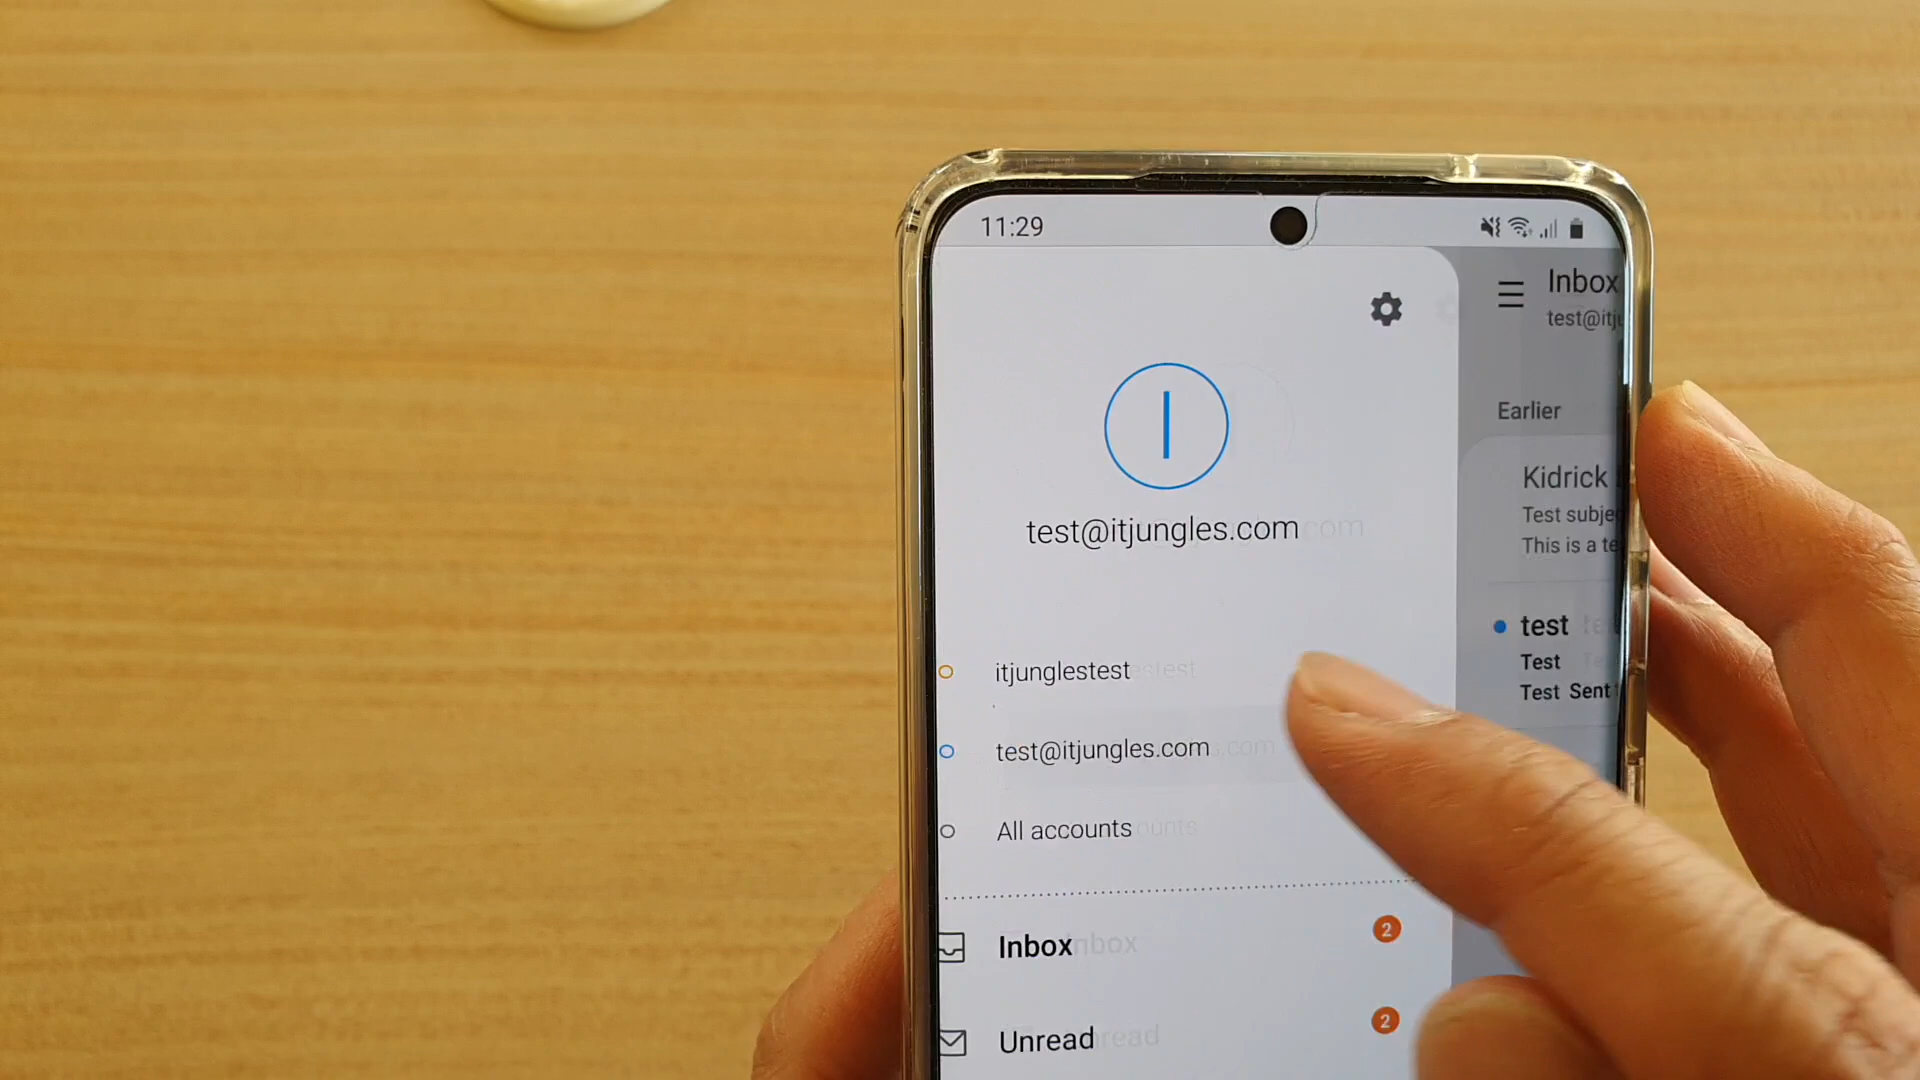 11:29
Inbox
test@itju
I
Earlier
test@itjungles.com
Kidrick
Test subje
This is a te
itjunglestest
test
Test
Test Sent
test@itjungles.com
All accounts
Inbox 2
Unread 2